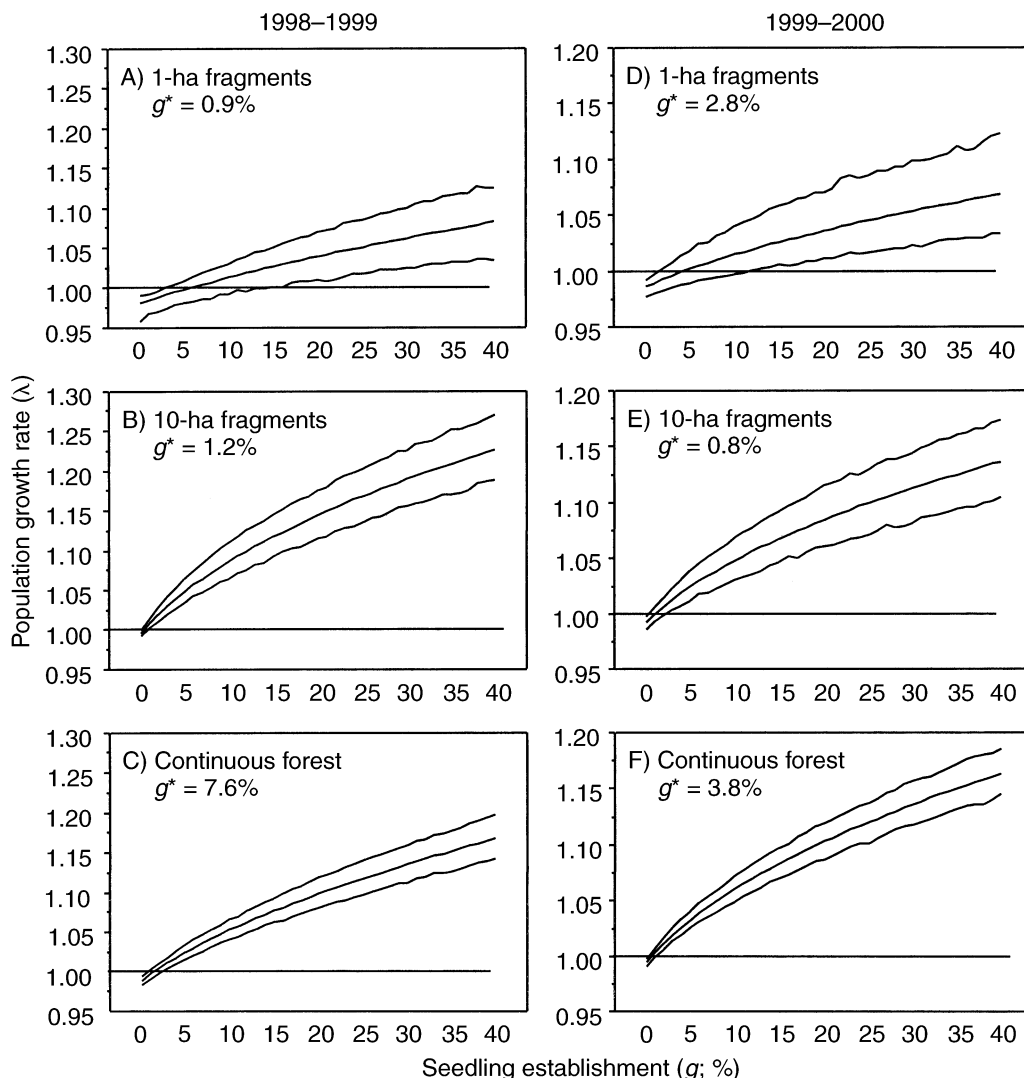 1998–1999
1999–2000
Population growth rate (λ)
1.30
1.25
1.20
1.15
1.10
1.05
1.00
0.95
A) 1-ha fragments
g* = 0.9%
0 5 10 15 20 25 30 35 40
1.20
1.15
1.10
1.05
1.00
0.95
D) 1-ha fragments
g* = 2.8%
0 5 10 15 20 25 30 35 40
1.30
1.25
1.20
1.15
1.10
1.05
1.00
0.95
B) 10-ha fragments
g* = 1.2%
0 5 10 15 20 25 30 35 40
1.20
1.15
1.10
1.05
1.00
0.95
E) 10-ha fragments
g* = 0.8%
0 5 10 15 20 25 30 35 40
1.30
1.25
1.20
1.15
1.10
1.05
1.00
0.95
C) Continuous forest
g* = 7.6%
0 5 10 15 20 25 30 35 40
1.20
1.15
1.10
1.05
1.00
0.95
F) Continuous forest
g* = 3.8%
0 5 10 15 20 25 30 35 40
Seedling establishment (g; %)